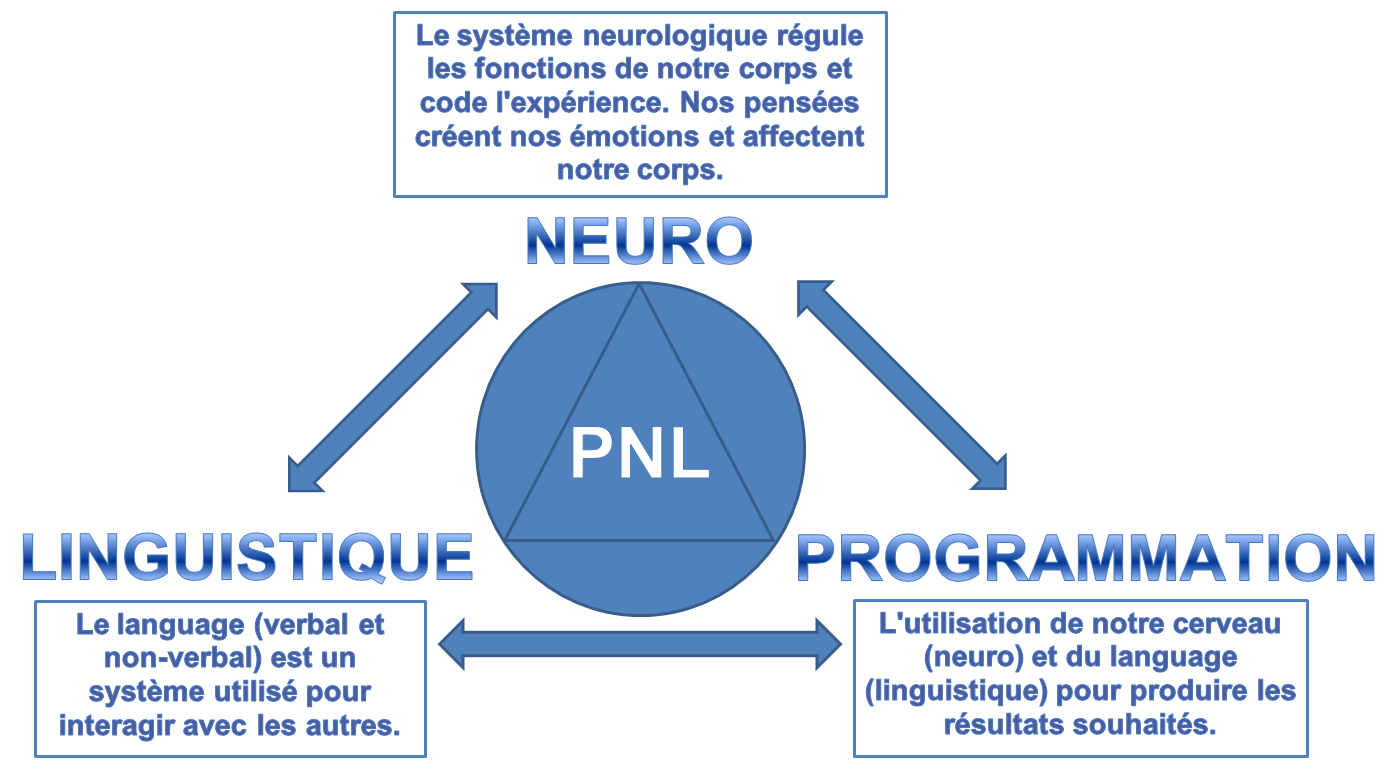 Le système neurologique régule
les fonctions de notre corps et
code l'expérience. Nos pensées
créent nos émotions et affectent
notre corps.
NEURO
PNL
LINGUISTIQUE
PROGRAMMATION
Le language (verbal et
non-verbal) est un
système utilisé pour
interagir avec les autres.
L'utilisation de notre cerveau
(neuro) et du language
(linguistique) pour produire les
résultats souhaités.